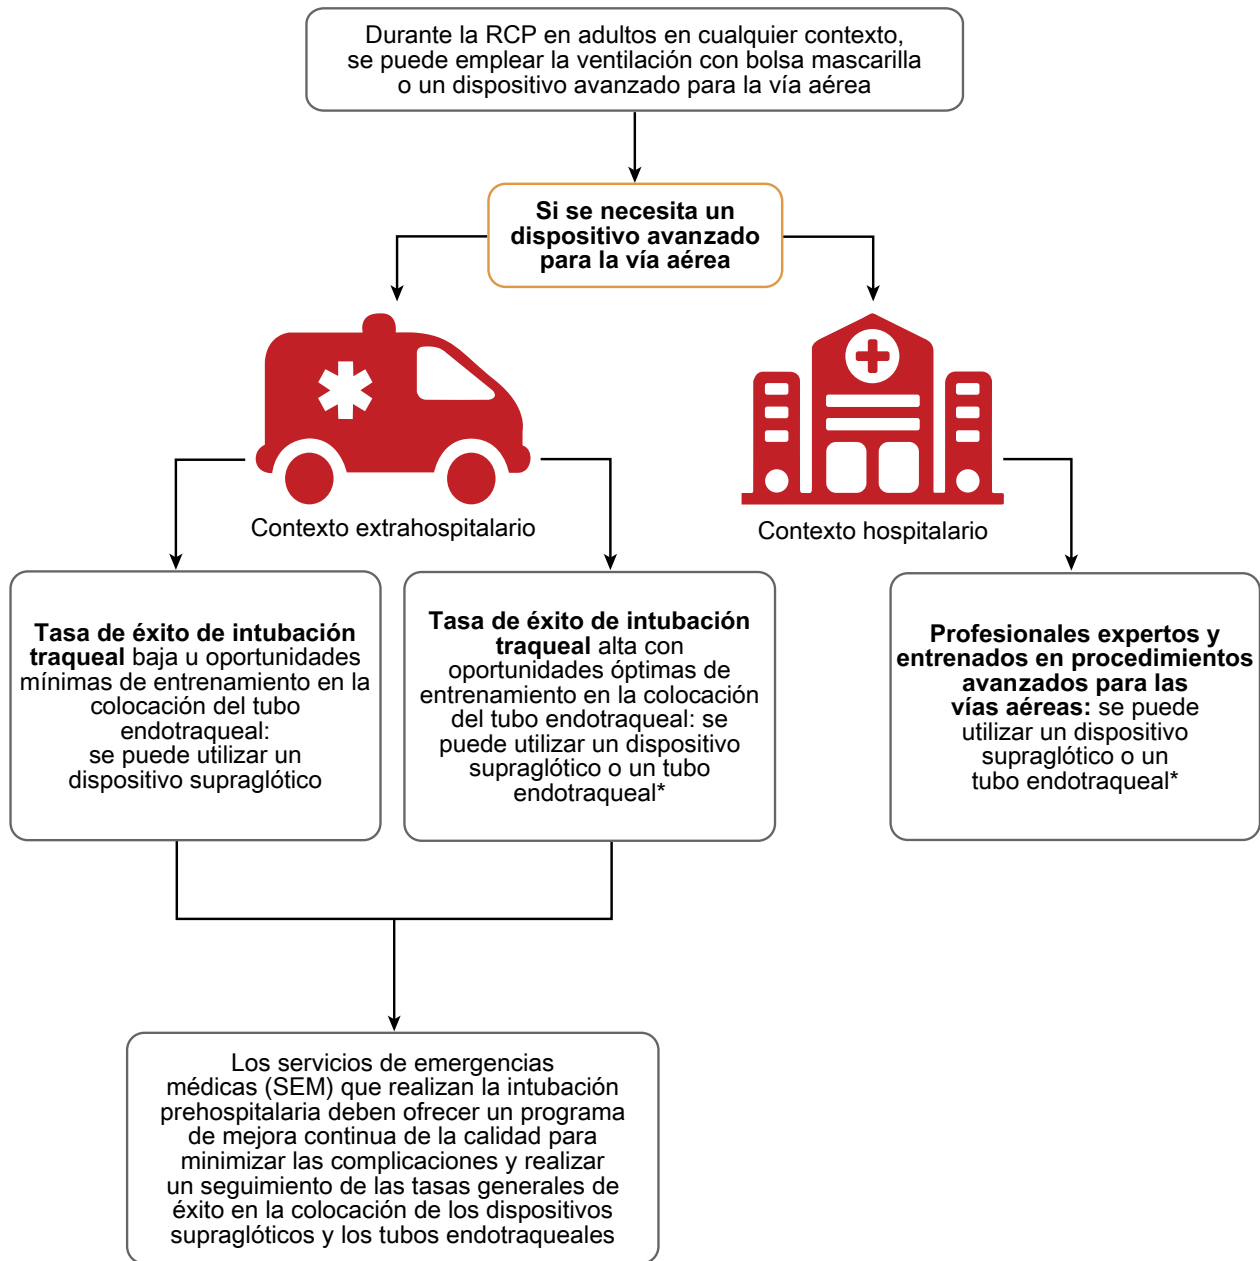 Durante la RCP en adultos en cualquier contexto,
se puede emplear la ventilación con bolsa mascarilla
o un dispositivo avanzado para la vía aérea
Si se necesita un
dispositivo avanzado
para la vía aérea
Contexto extrahospitalario
Contexto hospitalario
Tasa de éxito de intubación
traqueal baja u oportunidades
mínimas de entrenamiento en la
colocación del tubo
endotraqueal:
se puede utilizar un
dispositivo supraglótico
Tasa de éxito de intubación
traqueal alta con
oportunidades óptimas de
entrenamiento en la colocación
del tubo endotraqueal: se
puede utilizar un dispositivo
supraglótico o un tubo
endotraqueal*
Profesionales expertos y
entrenados en procedimientos
avanzados para las
vías aéreas: se puede
utilizar un dispositivo
supraglótico o un
tubo endotraqueal*
Los servicios de emergencias
médicas (SEM) que realizan la intubación
prehospitalaria deben ofrecer un programa
de mejora continua de la calidad para
minimizar las complicaciones y realizar
un seguimiento de las tasas generales de
éxito en la colocación de los dispositivos
supraglóticos y los tubos endotraqueales